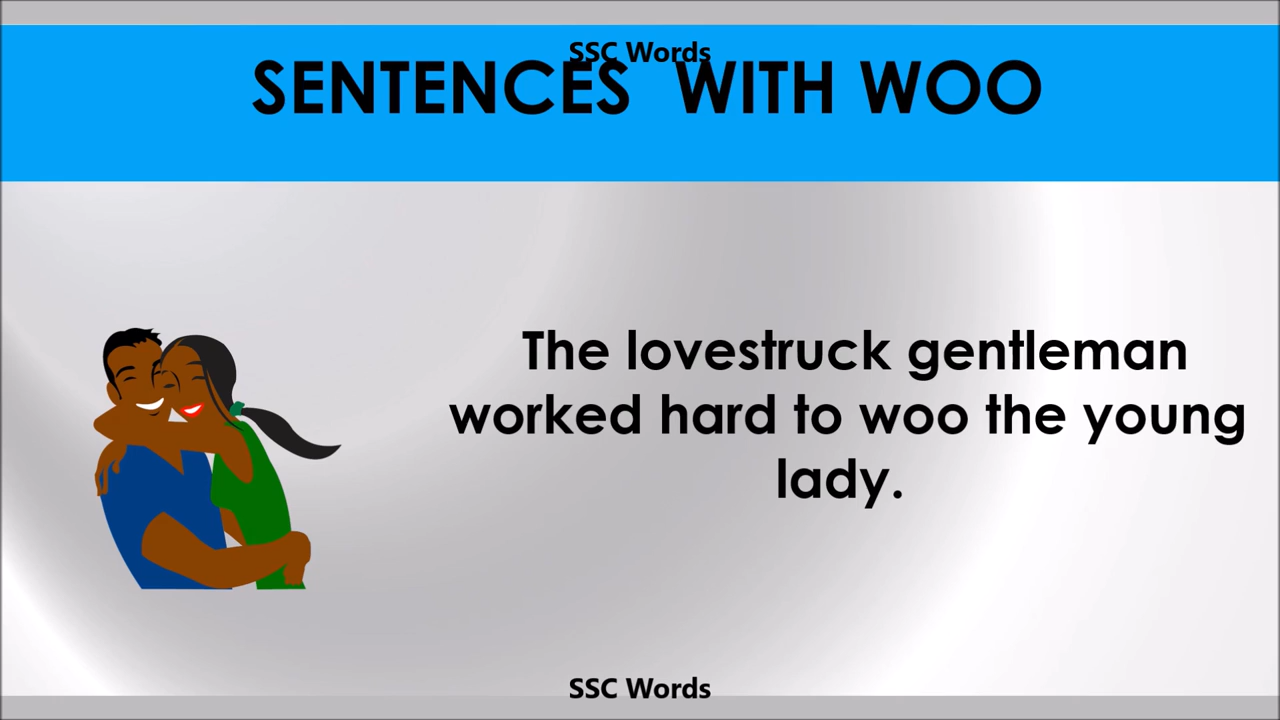 SSC Words
SENTENCES WITH WOO
The lovestruck gentleman
worked hard to woo the young
lady.
SSC Words